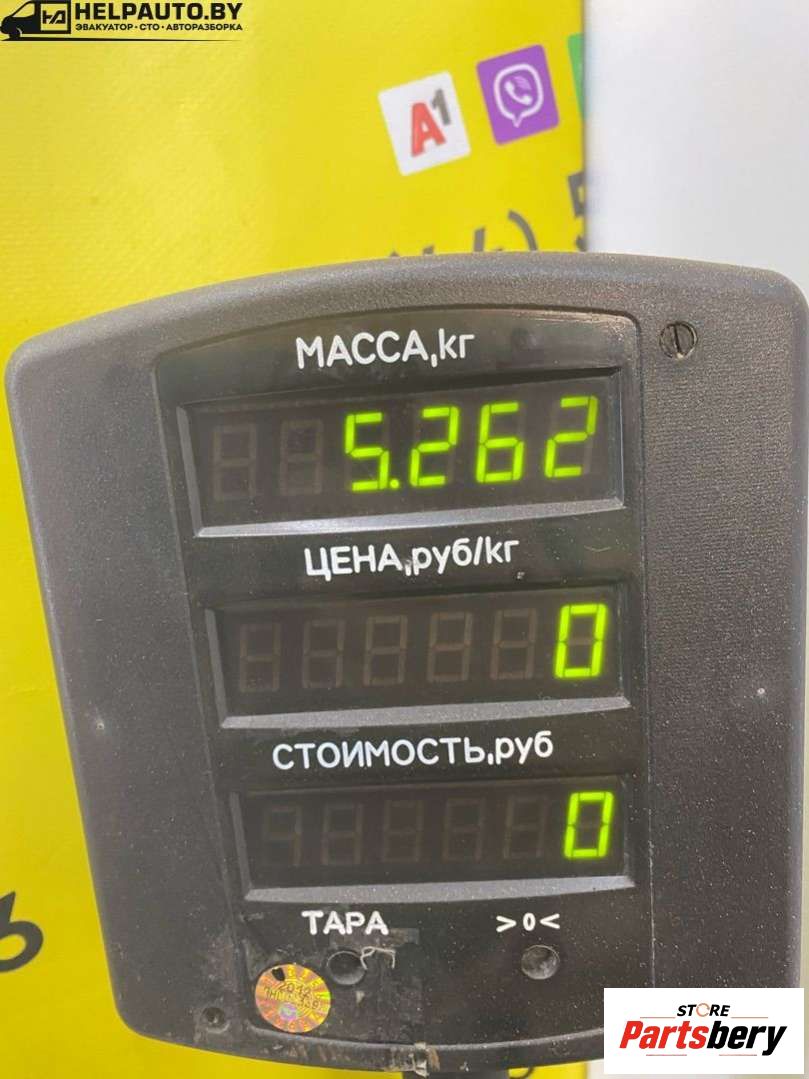 HELPAUTO.BY
ЭВАКУАТОР • СТО • АВТОРАЗБОРКА
A1
МАССА,кг
5.262
ЦЕНА,руб/кг
0
СТОИМОСТЬ,руб
0
ТАРА >0<
STORE
Partsbery